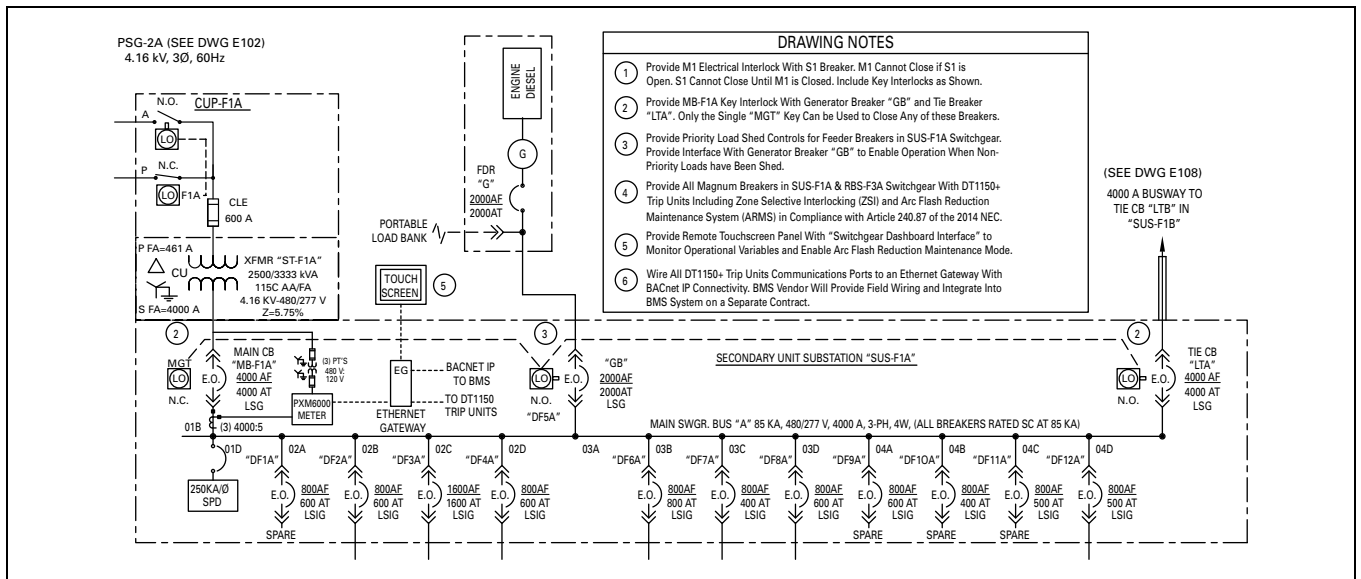 PSG-2A (SEE DWG E102)
4.16 kV, 3Ø, 60Hz
CUP-F1A
N.O.
A
LO
N.C.
P
LO
F1A
CLE
600 A
P FA=461 A
CU
S FA=4000 A
XFMR "ST-F1A"
2500/3333 kVA
115C AA/FA
4.16 KV-480/277 V
Z=5.75%
ENGINE
DIESEL
G
FDR
"G"
2000AF
2000AT
PORTABLE
LOAD BANK
DRAWING NOTES
1 Provide M1 Electrical Interlock With S1 Breaker. M1 Cannot Close if S1 is
Open. S1 Cannot Close Until M1 is Closed. Include Key Interlocks as Shown.
2 Provide MB-F1A Key Interlock With Generator Breaker "GB" and Tie Breaker
"LTA". Only the Single "MGT" Key Can be Used to Close Any of these Breakers.
3 Provide Priority Load Shed Controls for Feeder Breakers in SUS-F1A Switchgear.
Provide Interface With Generator Breaker "GB" to Enable Operation When Non-
Priority Loads have Been Shed.
4 Provide All Magnum Breakers in SUS-F1A & RBS-F3A Switchgear With DT1150+
Trip Units Including Zone Selective Interlocking (ZSI) and Arc Flash Reduction
Maintenance System (ARMS) in Compliance with Article 240.87 of the 2014 NEC.
5 Provide Remote Touchscreen Panel With "Switchgear Dashboard Interface" to
Monitor Operational Variables and Enable Arc Flash Reduction Maintenance Mode.
6 Wire All DT1150+ Trip Units Communications Ports to an Ethernet Gateway With
BACnet IP Connectivity. BMS Vendor Will Provide Field Wiring and Integrate Into
BMS System on a Separate Contract.
(SEE DWG E108)
4000 A BUSWAY TO
TIE CB "LTB" IN
"SUS-F1B"
TOUCH
SCREEN
5
2
MGT
LO
N.C.
MAIN CB
"MB-F1A"
E.O.
4000 AF
4000 AT
LSG
(3) PT'S
480 V:
120 V
PXM6000
METER
EG
ETHERNET
GATEWAY
BACNET IP
TO BMS
TO DT1150
TRIP UNITS
3
LO
N.O.
"DF5A"
E.O.
"GB"
2000AF
2000AT
LSG
SECONDARY UNIT SUBSTATION "SUS-F1A"
2
LO
N.O.
E.O.
TIE CB
"LTA"
4000 AF
4000 AT
LSG
01B
(3) 4000:5
MAIN SWGR. BUS "A" 85 KA, 480/277 V, 4000 A, 3-PH, 4W, (ALL BREAKERS RATED SC AT 85 KA)
01D
250KA/Ø
SPD
"DF1A"
02A
E.O.
800AF
600 AT
LSIG
SPARE
"DF2A"
02B
E.O.
800AF
600 AT
LSIG
"DF3A"
02C
E.O.
1600AF
1600 AT
LSIG
"DF4A"
02D
E.O.
800AF
600 AT
LSIG
03A
"DF6A"
03B
E.O.
800AF
800 AT
LSIG
"DF7A"
03C
E.O.
800AF
400 AT
LSIG
"DF8A"
03D
E.O.
800AF
600 AT
LSIG
"DF9A"
04A
E.O.
800AF
600 AT
LSIG
SPARE
"DF1OA"
04B
E.O.
800AF
400 AT
LSIG
SPARE
"DF11A"
04C
E.O.
800AF
500 AT
LSIG
SPARE
"DF12A"
04D
E.O.
800AF
500 AT
LSIG